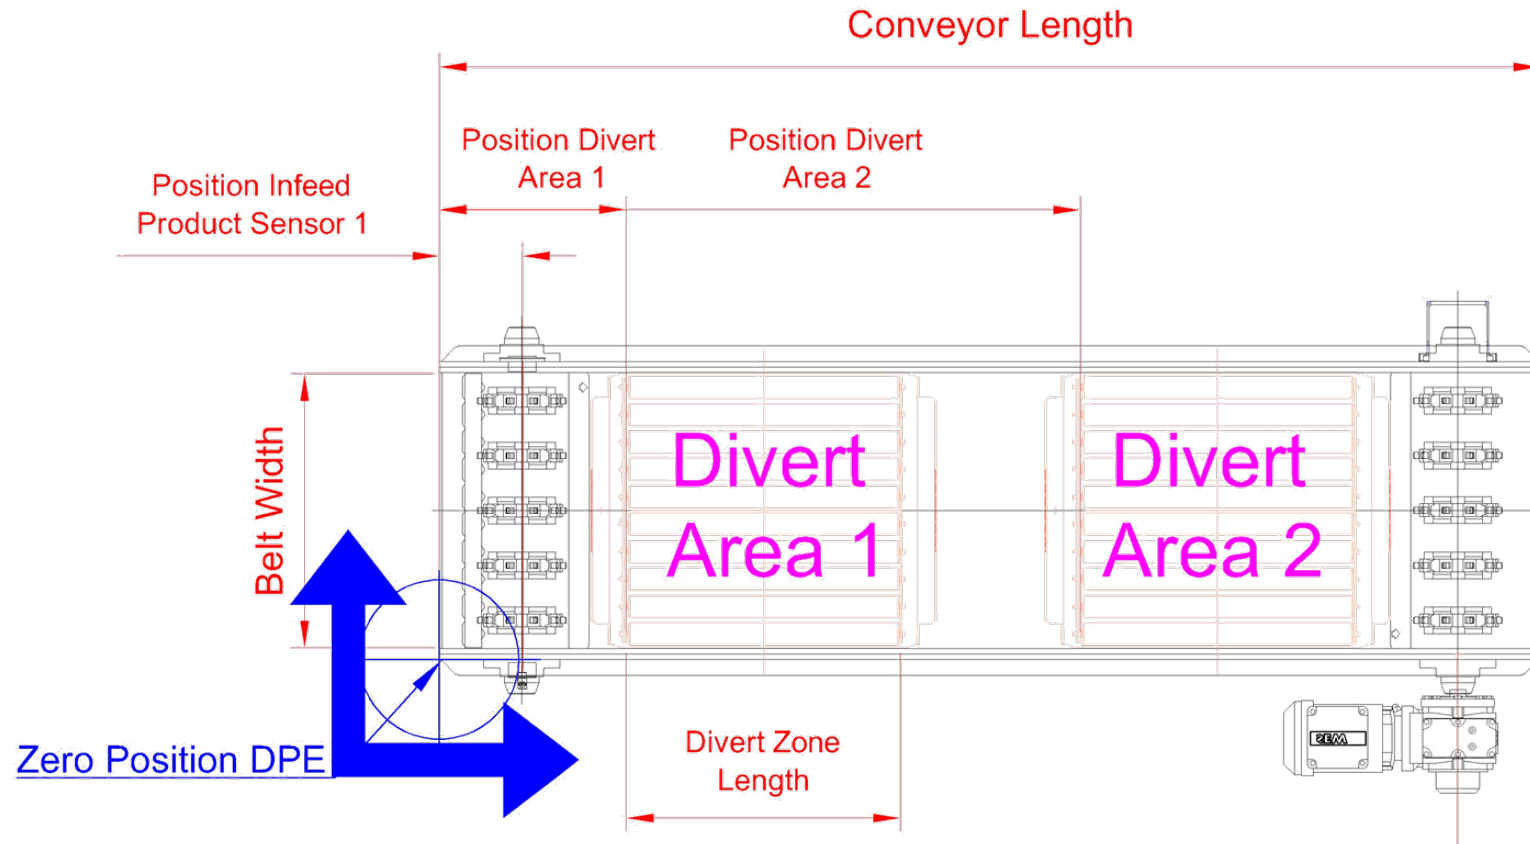 Conveyor Length
Position Divert
Area 1
Position Divert
Area 2
Position Infeed
Product Sensor 1
Belt Width
Divert
Area 1
Divert
Area 2
Zero Position DPE
Divert Zone
Length